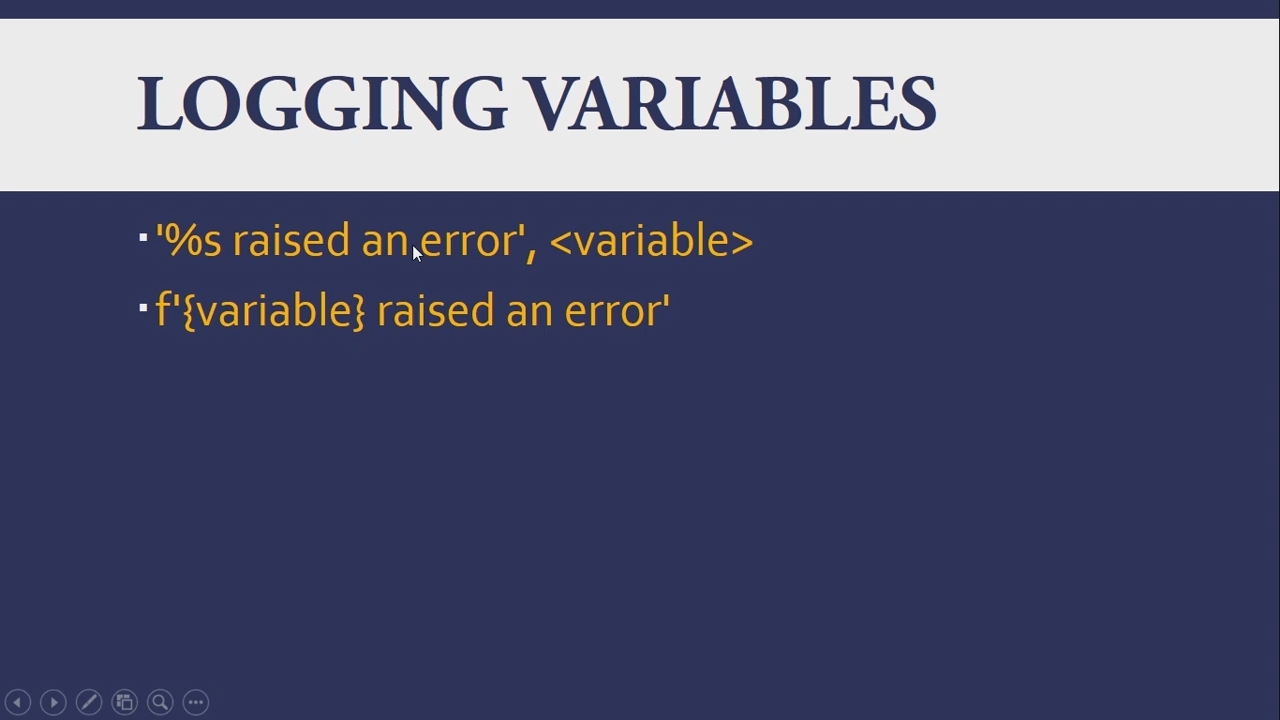 LOGGING VARIABLES
'%s raised an error', <variable>
f'{variable} raised an error'